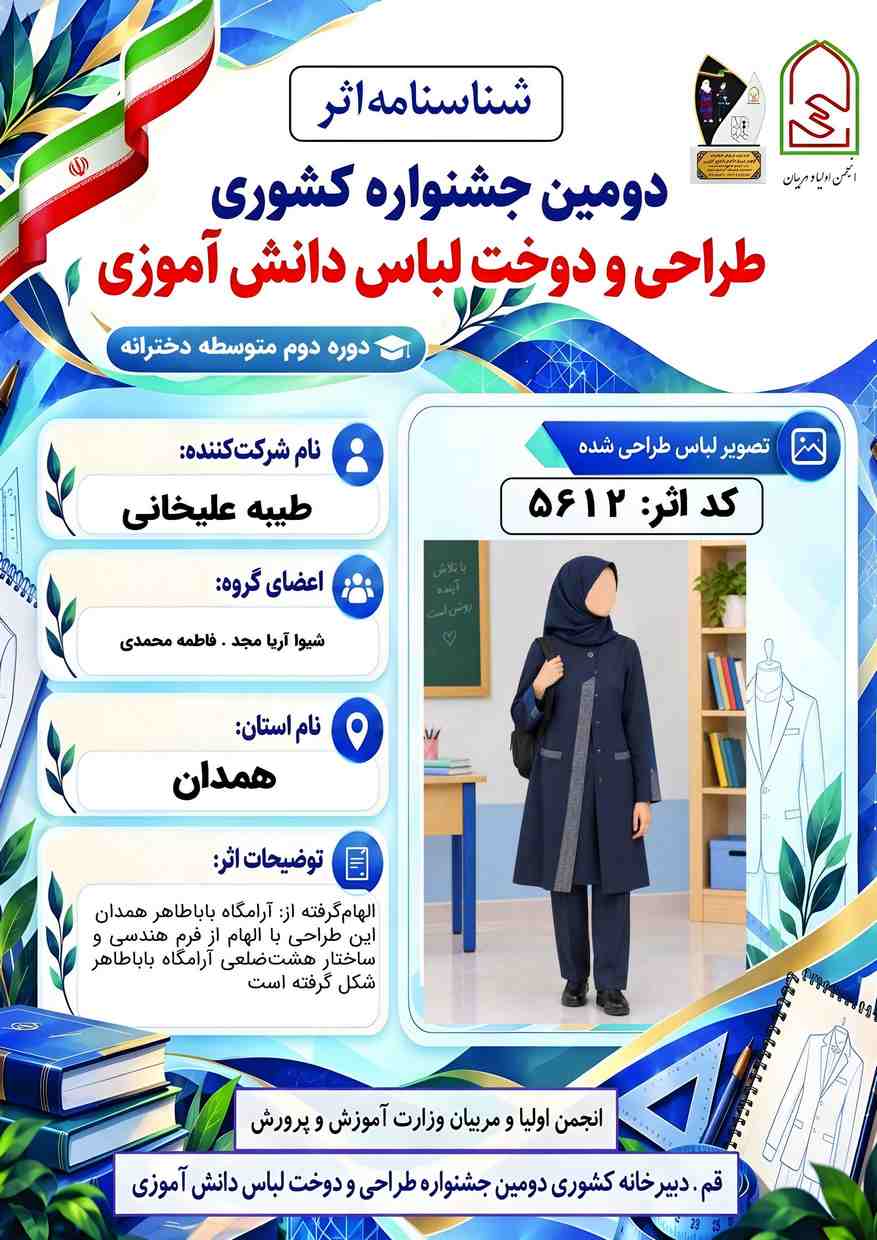 شناسنامه اثر
انجمن اولیا و مربیان
دومین جشنواره کشوری
طراحی و دوخت لباس دانش آموزی
دوره دوم متوسطه دخترانه
تصویر لباس طراحی شده
کد اثر: ۵۶۱۲
با تلاش
آینده
روشن است
نام شرکت‌کننده:
طیبه علیخانی
اعضای گروه:
شیوا آریا مجد . فاطمه محمدی
نام استان:
همدان
توضیحات اثر:
الهام‌گرفته از: آرامگاه باباطاهر همدان
این طراحی با الهام از فرم هندسی و
ساختار هشت‌ضلعی آرامگاه باباطاهر
شکل گرفته است
انجمن اولیا و مربیان وزارت آموزش و پرورش
قم . دبیرخانه کشوری دومین جشنواره طراحی و دوخت لباس دانش آموزی